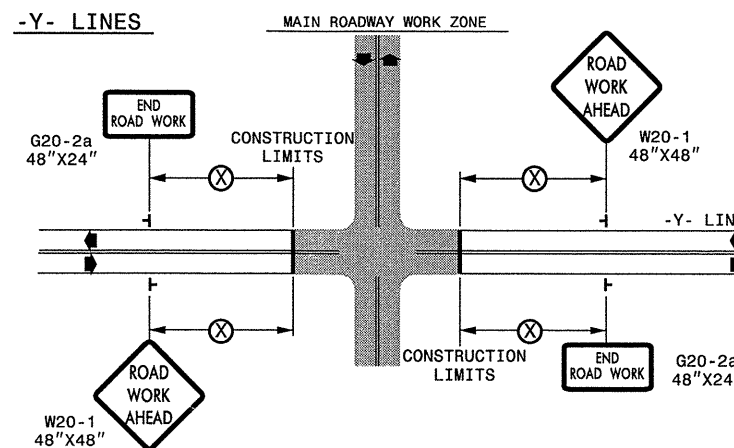 -Y- LINES
MAIN ROADWAY WORK ZONE
END
ROAD WORK
G20-2a
48"X24"
CONSTRUCTION
LIMITS
X
X
ROAD
WORK
AHEAD
W20-1
48"X48"
-Y- LIN
X
X
ROAD
WORK
AHEAD
W20-1
48"X48"
CONSTRUCTION
LIMITS
END
ROAD WORK
G20-2a
48"X24